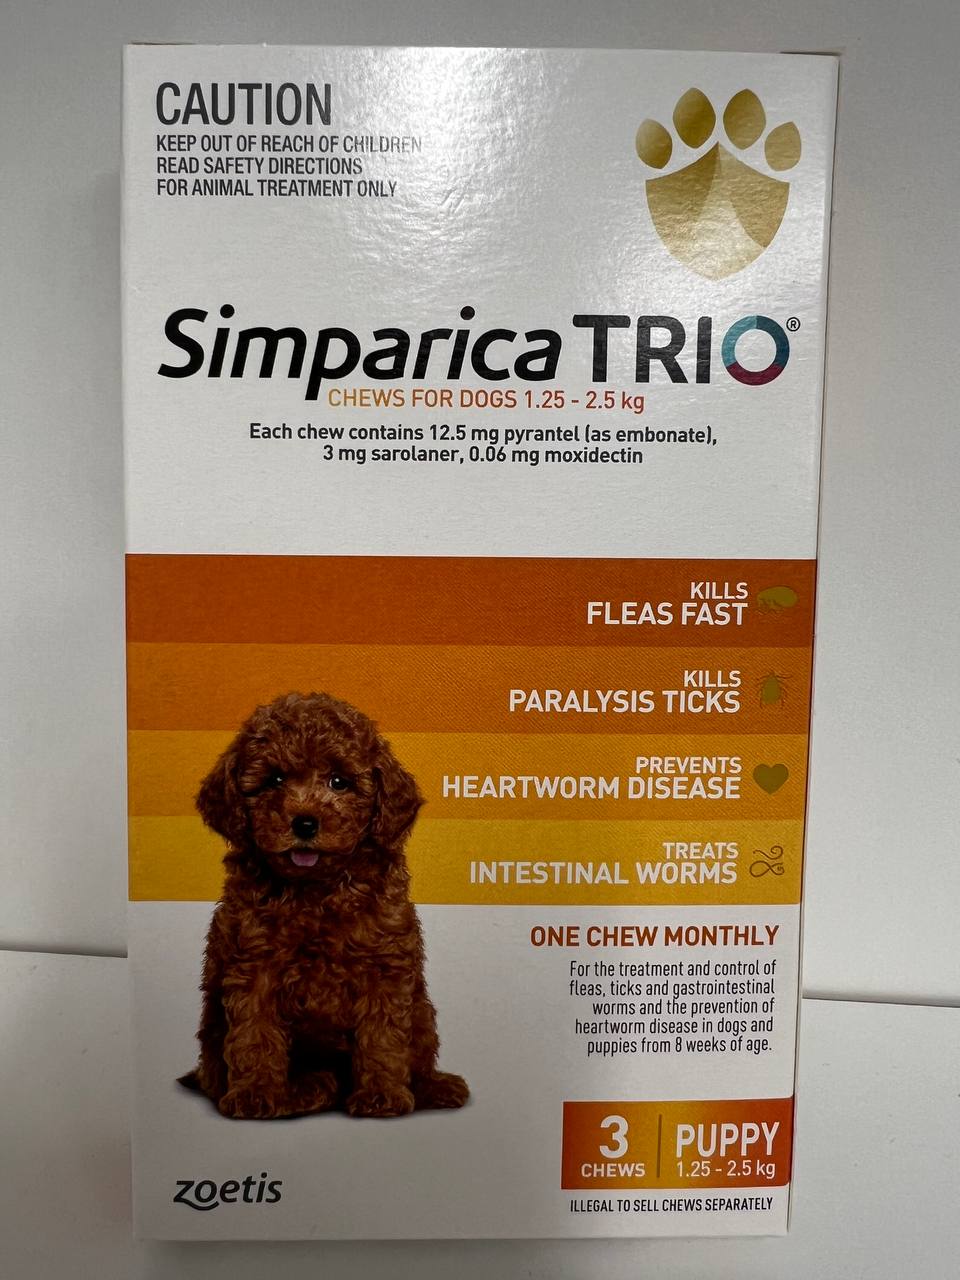 CAUTION
KEEP OUT OF REACH OF CHILDREN
READ SAFETY DIRECTIONS
FOR ANIMAL TREATMENT ONLY
Simparica TRIO®
CHEWS FOR DOGS 1.25 - 2.5 kg
Each chew contains 12.5 mg pyrantel (as embonate),
3 mg sarolaner, 0.06 mg moxidectin
KILLS
FLEAS FAST
KILLS
PARALYSIS TICKS
PREVENTS
HEARTWORM DISEASE
TREATS
INTESTINAL WORMS
ONE CHEW MONTHLY
For the treatment and control of
fleas, ticks and gastrointestinal
worms and the prevention of
heartworm disease in dogs and
puppies from 8 weeks of age.
3
CHEWS
PUPPY
1.25 - 2.5 kg
zoetis
ILLEGAL TO SELL CHEWS SEPARATELY